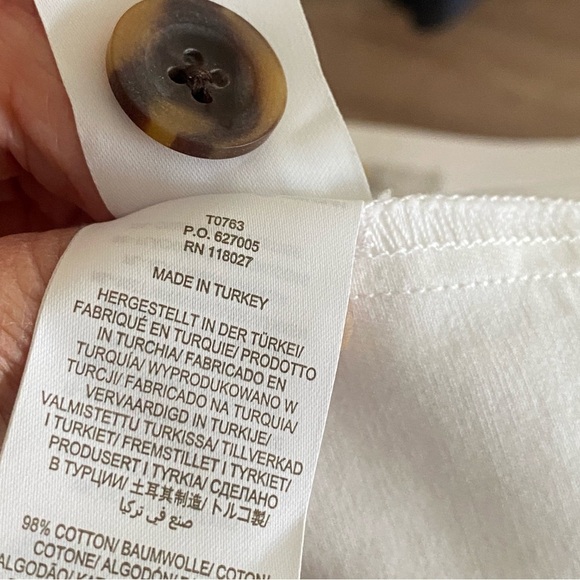 T0763
P.O. 627005
RN 118027
MADE IN TURKEY
HERGESTELLT IN DER TÜRKEI/
FABRIQUÉ EN TURQUIE/ PRODOTTO
IN TURCHIA/ FABRICADO EN
TURQUÍA/ WYPRODUKOWANO W
TURCJI/ FABRICADO NA TURQUIA/
VERVAARDIGD IN TURKIJE/
VALMISTETTU TURKISSA/ TILLVERKAD
I TURKIET/ FREMSTILLET I TYRKIET/
PRODUSERT I TYRKIA/ СДЕЛАНО
В ТУРЦИИ/ 土耳其制造/ トルコ製/
صنع في تركيا
98% COTTON/ BAUMWOLLE/ COTON/
COTONE/ ALGODÓN/
ALGODÃO/